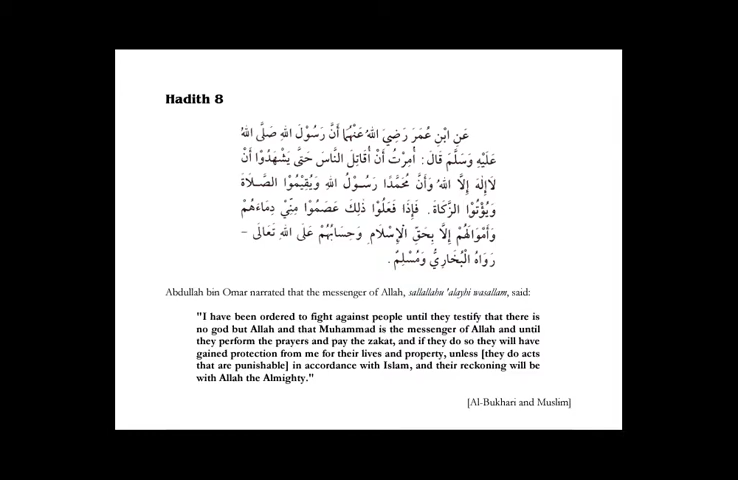 Hadith 8
عَنِ ابْنِ عُمَرَ رَضِيَ اللهُ عَنْهُمَا أَنَّ رَسُوْلَ اللهِ صَلَّى اللهُ
عَلَيْهِ وَسَلَّمَ قَالَ : أُمِرْتُ أَنْ أُقَاتِلَ النَّاسَ حَتَّى يَشْهَدُوْا أَنْ
لاَ إِلَهَ إِلاَّ اللهُ وَأَنَّ مُحَمَّدًا رَسُوْلُ اللهِ وَيُقِيْمُوْا الصَّلاَةَ
وَيُؤْتُوْا الزَّكَاةَ . فَإِذَا فَعَلُوْا ذَلِكَ عَصَمُوْا مِنِّي دِمَاءَهُمْ
وَأَمْوَالَهُمْ إِلاَّ بِحَقِّ الْإِسْلاَمِ وَحِسَابُهُمْ عَلَى اللهِ تَعَالَى –
رَوَاهُ الْبُخَارِيُّ وَمُسْلِمٌ .
Abdullah bin Omar narrated that the messenger of Allah, sallallahu 'alayhi wasallam, said:
"I have been ordered to fight against people until they testify that there is
no god but Allah and that Muhammad is the messenger of Allah and until
they perform the prayers and pay the zakat, and if they do so they will have
gained protection from me for their lives and property, unless [they do acts
that are punishable] in accordance with Islam, and their reckoning will be
with Allah the Almighty."
[Al-Bukhari and Muslim]